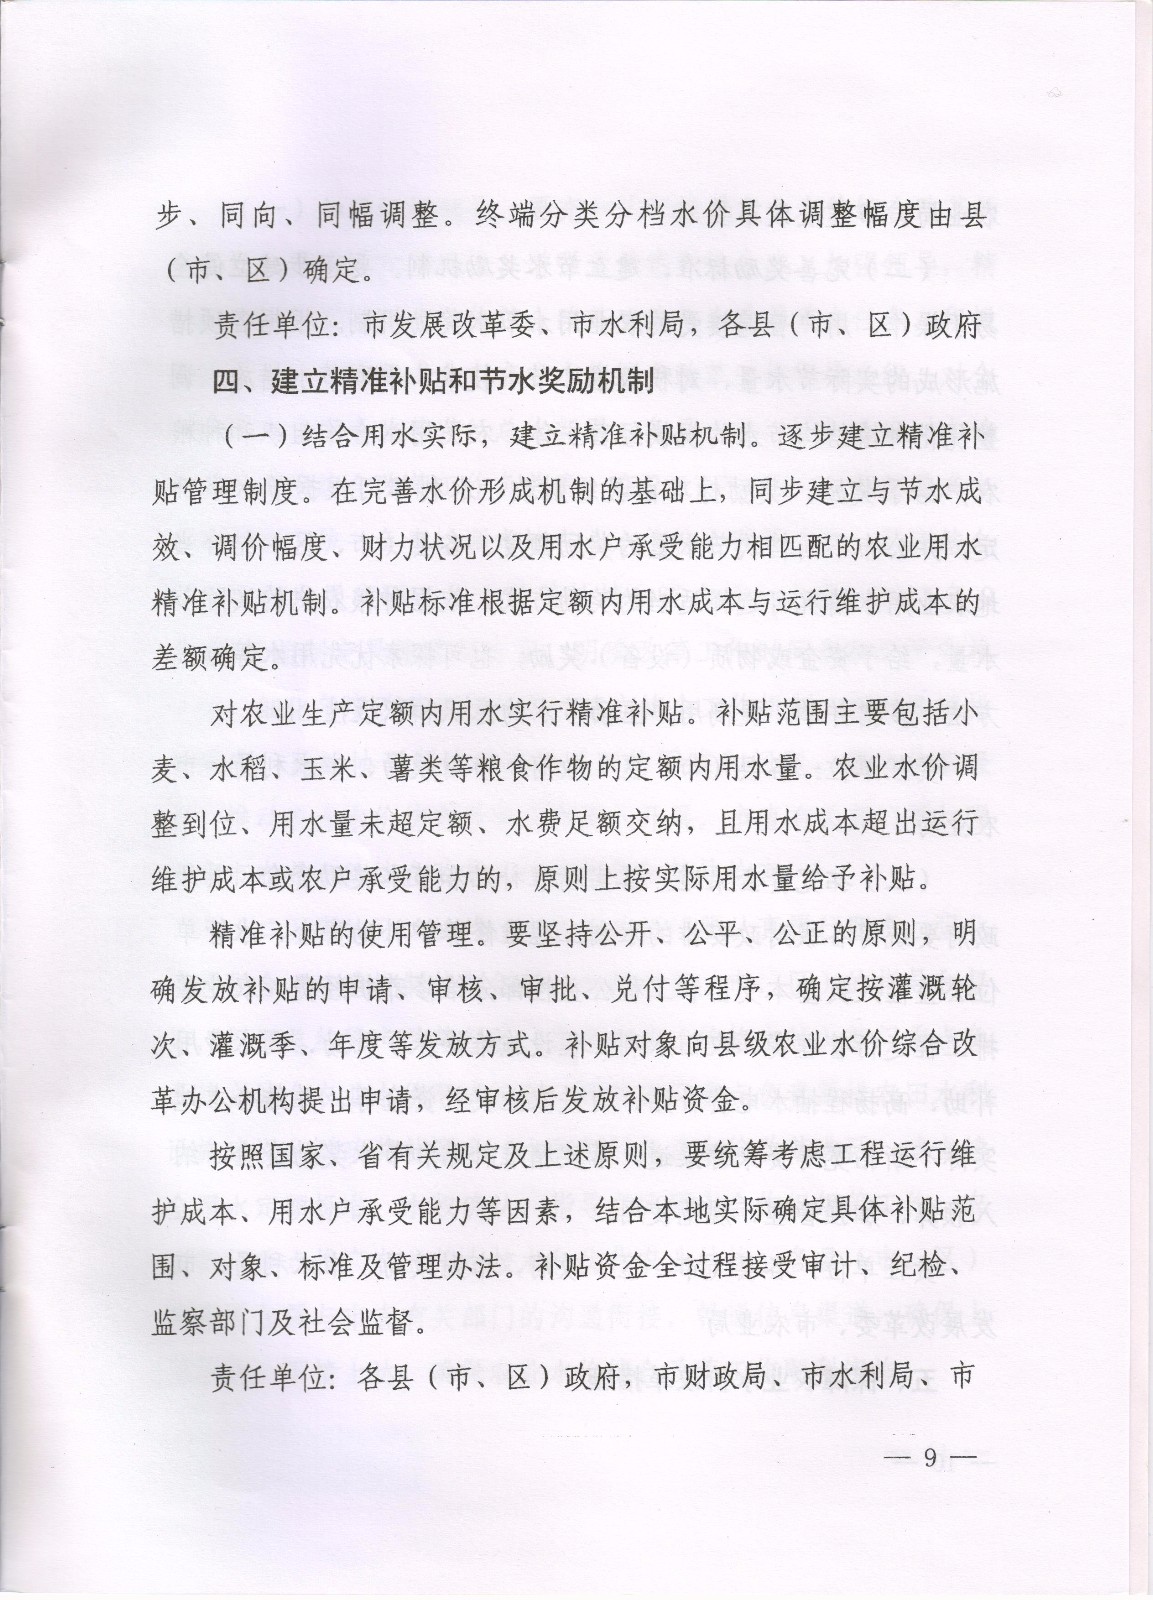 步、同向、同幅调整。终端分类分档水价具体调整幅度由县
（市、区）确定。
责任单位：市发展改革委、市水利局，各县（市、区）政府
四、建立精准补贴和节水奖励机制
（一）结合用水实际，建立精准补贴机制。逐步建立精准补
贴管理制度。在完善水价形成机制的基础上，同步建立与节水成
效、调价幅度、财力状况以及用水户承受能力相匹配的农业用水
精准补贴机制。补贴标准根据定额内用水成本与运行维护成本的
差额确定。
对农业生产定额内用水实行精准补贴。补贴范围主要包括小
麦、水稻、玉米、薯类等粮食作物的定额内用水量。农业水价调
整到位、用水量未超定额、水费足额交纳，且用水成本超出运行
维护成本或农户承受能力的，原则上按实际用水量给予补贴。
精准补贴的使用管理。要坚持公开、公平、公正的原则，明
确发放补贴的申请、审核、审批、兑付等程序，确定按灌溉轮
次、灌溉季、年度等发放方式。补贴对象向县级农业水价综合改
革办公机构提出申请，经审核后发放补贴资金。
按照国家、省有关规定及上述原则，要统筹考虑工程运行维
护成本、用水户承受能力等因素，结合本地实际确定具体补贴范
围、对象、标准及管理办法。补贴资金全过程接受审计、纪检、
监察部门及社会监督。
责任单位：各县（市、区）政府，市财政局、市水利局、市
— 9 —